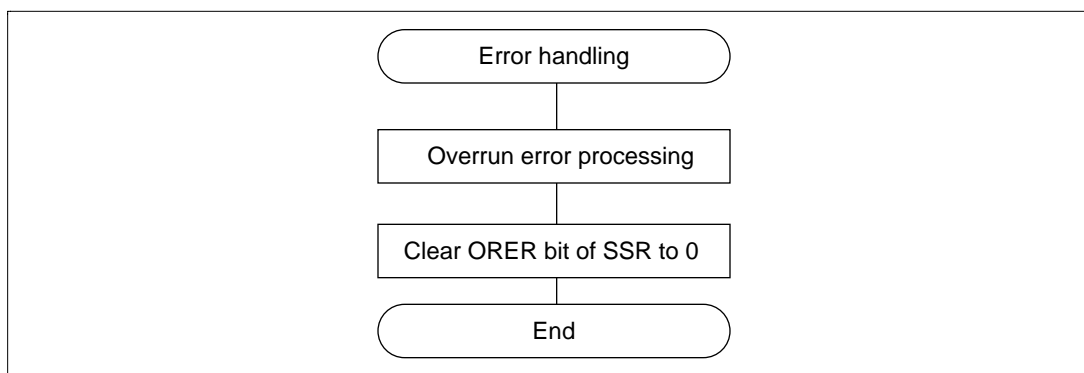 Error handling
Overrun error processing
Clear ORER bit of SSR to 0
End